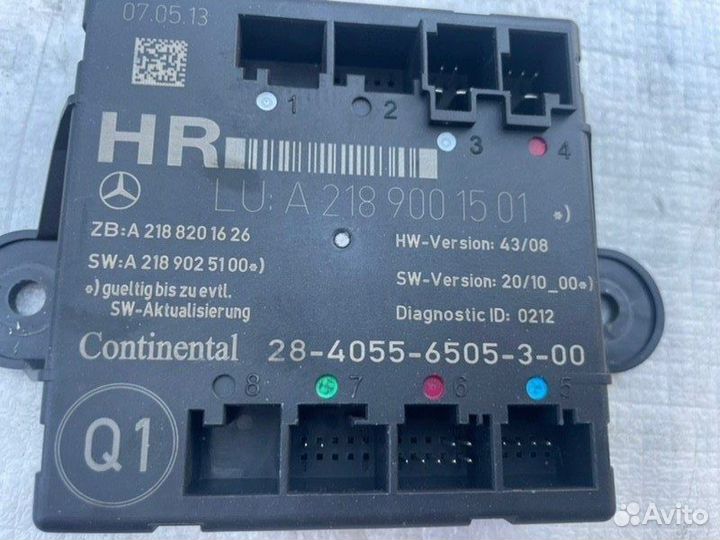 07.05.13
1
2
3
4
HR
LU: A 218 900 15 01 *)
ZB: A 218 820 16 26
HW-Version: 43/08
SW: A 218 902 51 00*)
SW-Version: 20/10_00*)
*) gueltig bis zu evtl.
SW-Aktualisierung
Diagnostic ID: 0212
Continental 28-4055-6505-3-00
8
7
6
5
Q1
Avito